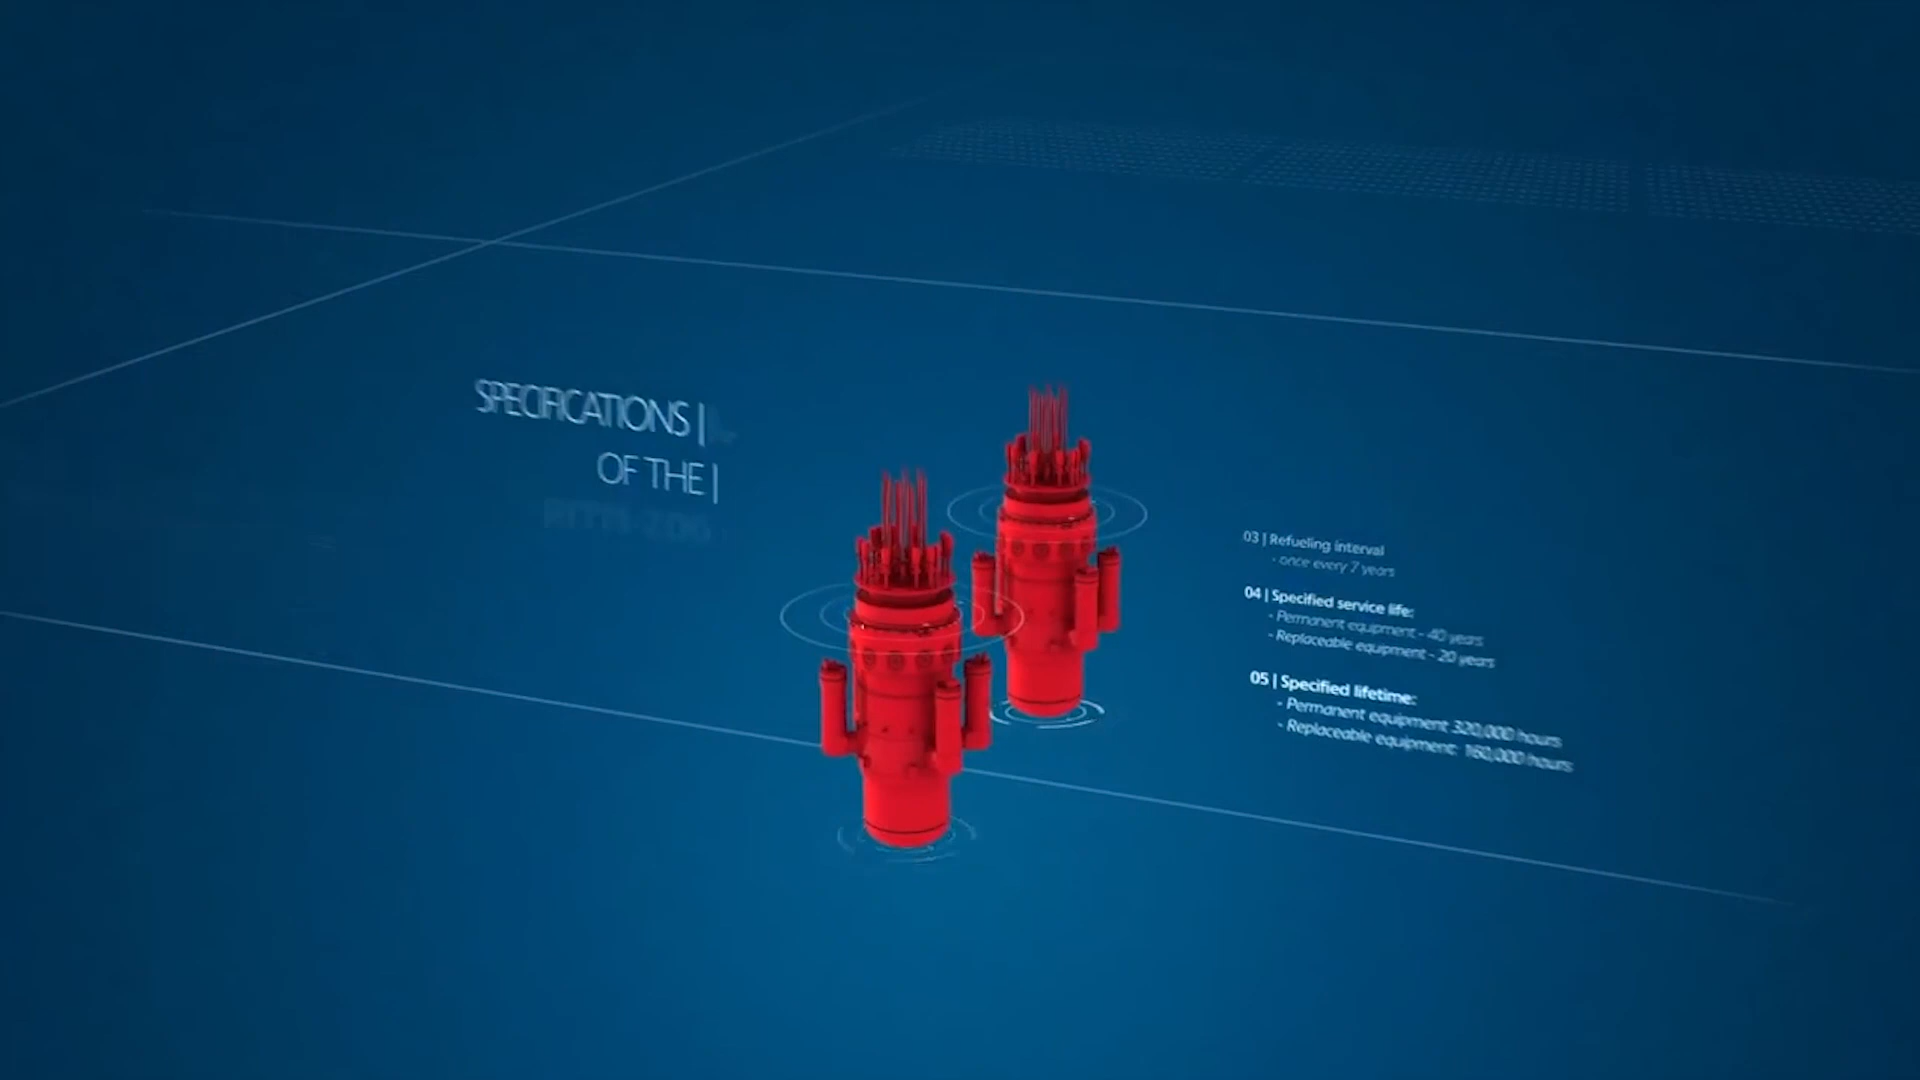 SPECIFICATIONS |
OF THE |
03 | Refueling interval
- once every 7 years
04 | Specified service life:
- Permanent equipment - 40 years
- Replaceable equipment - 20 years
05 | Specified lifetime:
- Permanent equipment 320,000 hours
- Replaceable equipment 160,000 hours